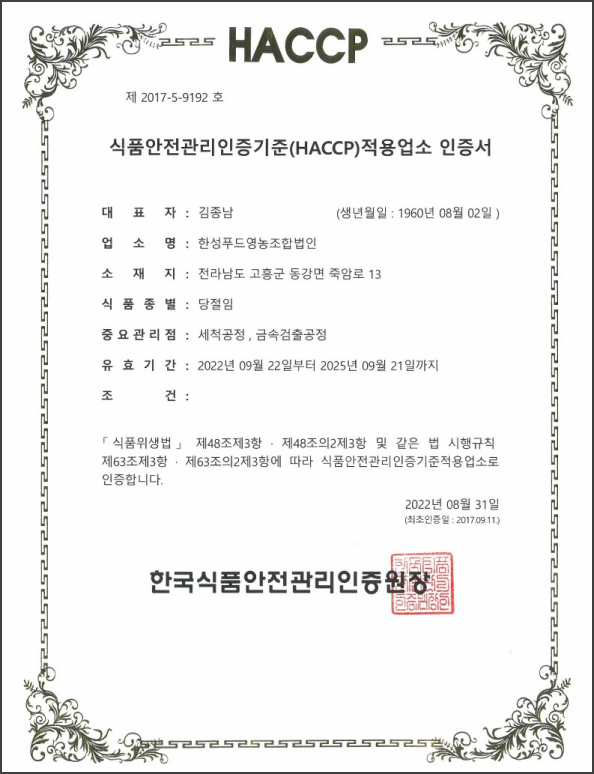 HACCP
제 2017-5-9192 호
식품안전관리인증기준(HACCP)적용업소 인증서
대 표 자 : 김종남 (생년월일 : 1960년 08월 02일 )
업 소 명 : 한성푸드영농조합법인
소 재 지 : 전라남도 고흥군 동강면 죽암로 13
식 품 종 별 : 당절임
중요관리점 : 세척공정 , 금속검출공정
유 효 기 간 : 2022년 09월 22일부터 2025년 09월 21일까지
조 건 :
「식품위생법」 제48조제3항 · 제48조의2제3항 및 같은 법 시행규칙
제63조제3항 · 제63조의2제3항에 따라 식품안전관리인증기준적용업소로
인증합니다.
2022년 08월 31일
(최초인증일 : 2017.09.11.)
한국식품안전관리인증원장